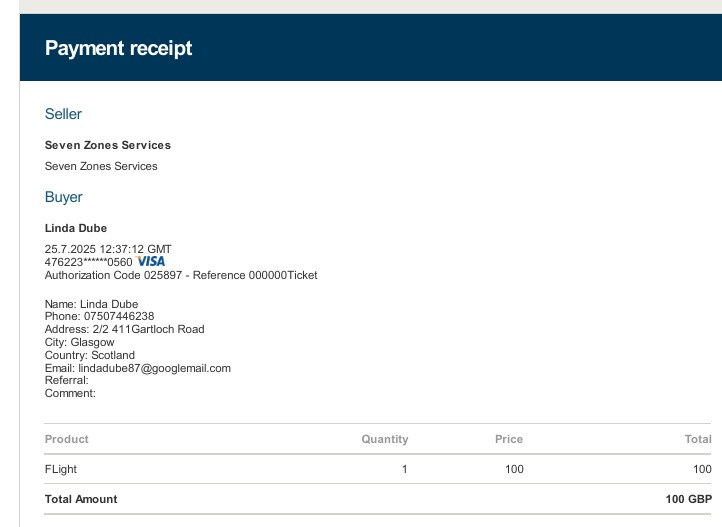 Payment receipt
Seller
Seven Zones Services
Seven Zones Services
Buyer
Linda Dube
25.7.2025 12:37:12 GMT
476223******0560 VISA
Authorization Code 025897 - Reference 000000Ticket
Name: Linda Dube
Phone: 07507446238
Address: 2/2 411Gartloch Road
City: Glasgow
Country: Scotland
Email: lindadube87@googlemail.com
Referral:
Comment:
Product Quantity Price Total
FLight 1 100 100
Total Amount 100 GBP